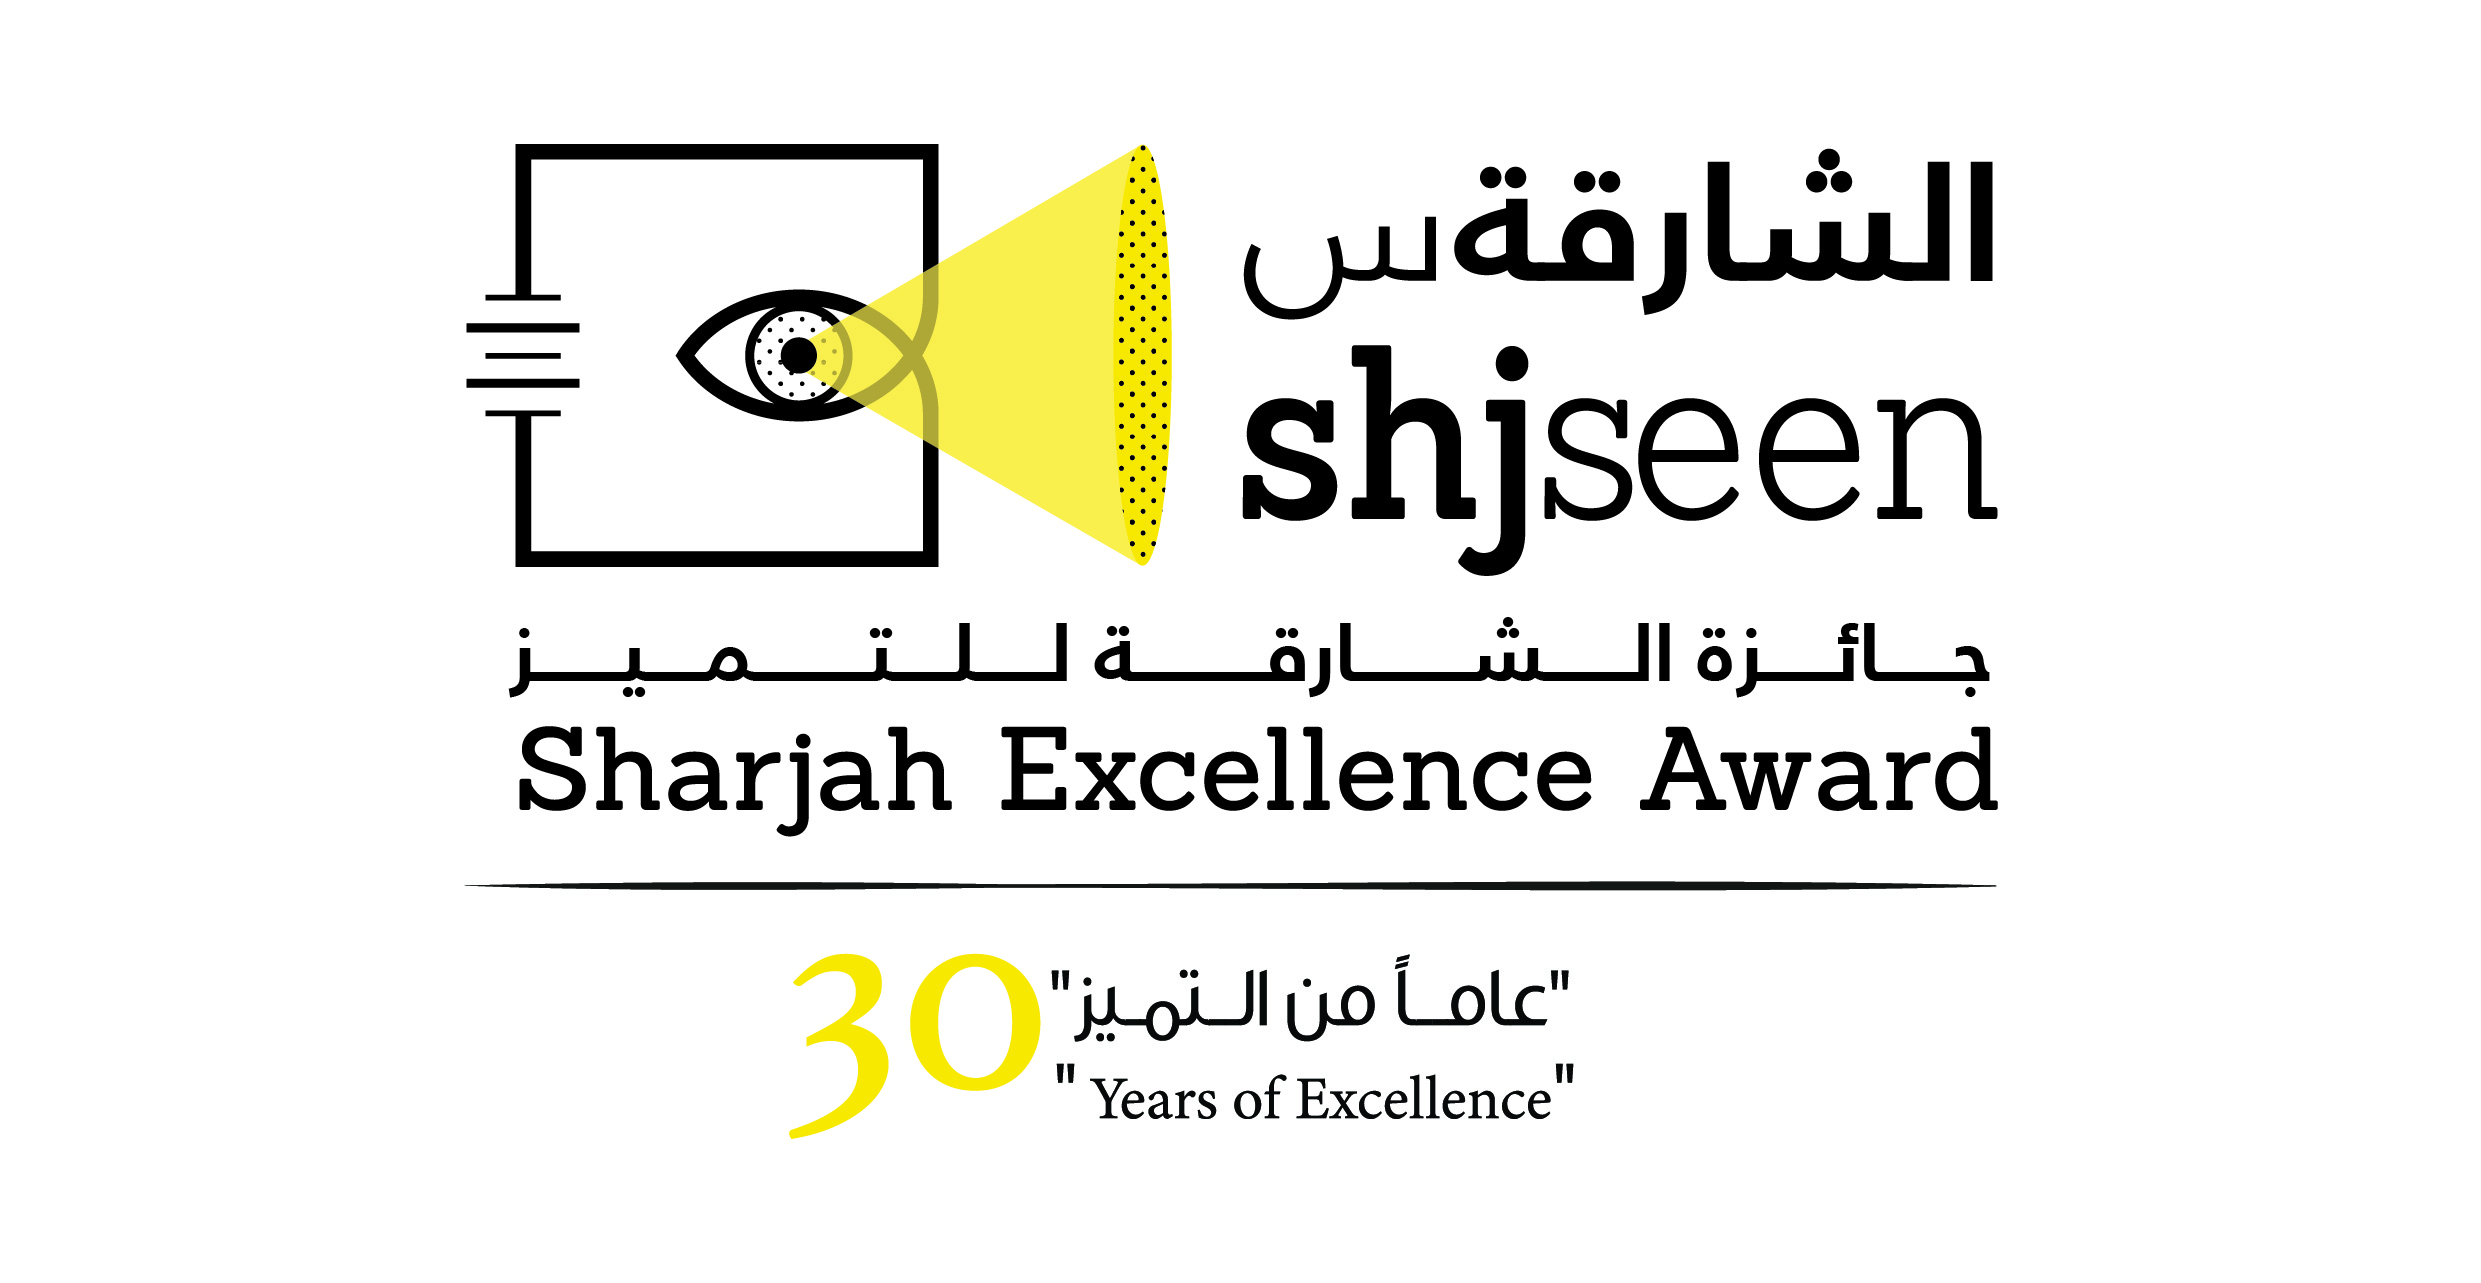 الشارقةس
shjseen
جائزة الشارقة للتميز
Sharjah Excellence Award
30
"عاماً من التميز"
" Years of Excellence"